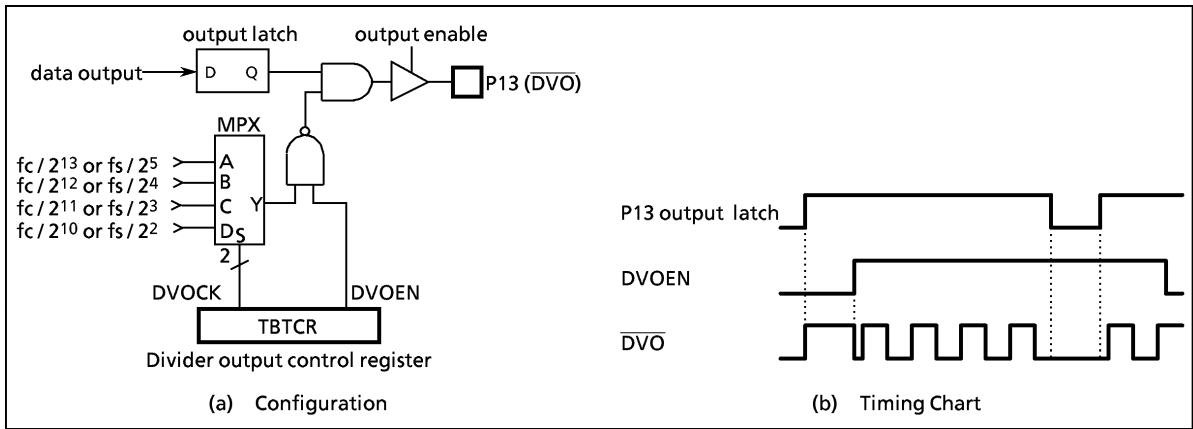 output latch
output enable
data output
D Q
P13 (DVO)
MPX
fc / 2¹³ or fs / 2⁵
A
fc / 2¹² or fs / 2⁴
B
fc / 2¹¹ or fs / 2³
C
Y
fc / 2¹⁰ or fs / 2²
D
S
2
DVOCK
DVOEN
TBTCR
Divider output control register
(a) Configuration
P13 output latch
DVOEN
DVO
(b) Timing Chart